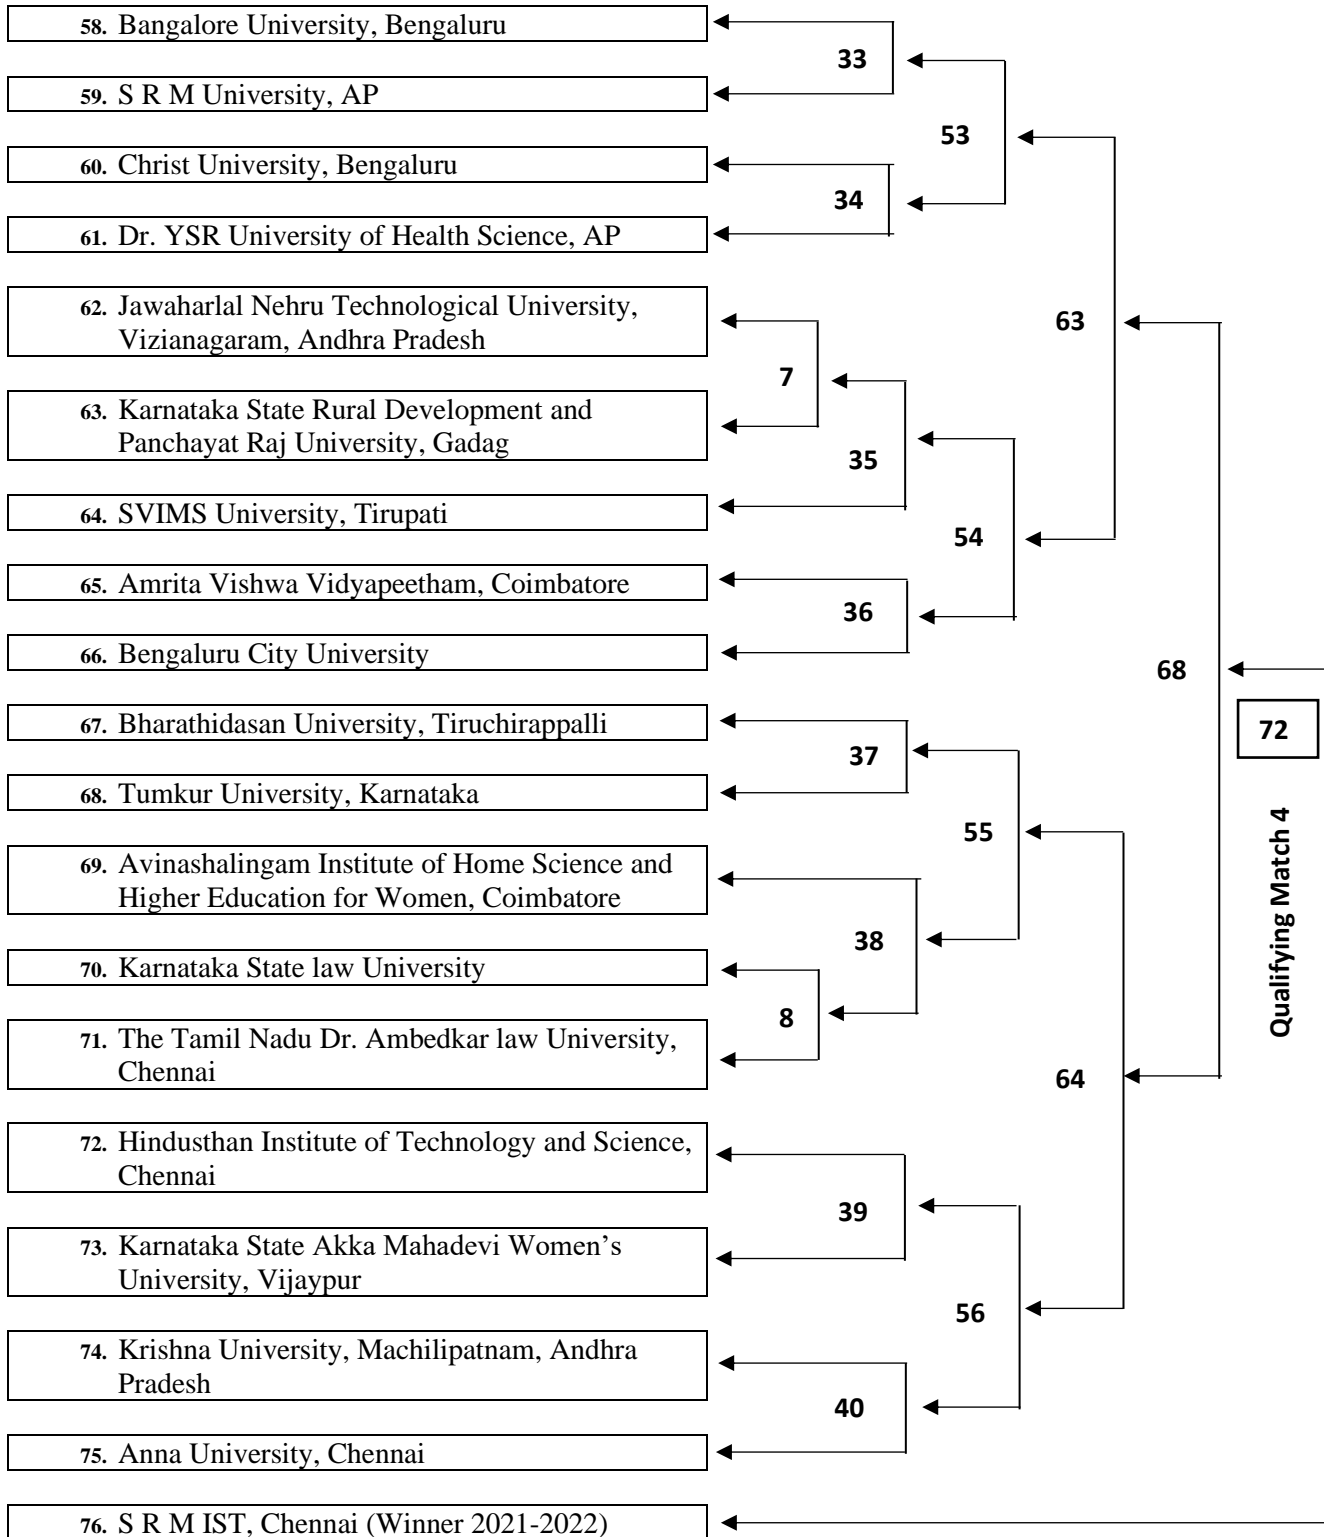 58. Bangalore University, Bengaluru
33
59. S R M University, AP
53
60. Christ University, Bengaluru
34
61. Dr. YSR University of Health Science, AP
62. Jawaharlal Nehru Technological University,
Vizianagaram, Andhra Pradesh
63
7
63. Karnataka State Rural Development and
Panchayat Raj University, Gadag
35
64. SVIMS University, Tirupati
54
65. Amrita Vishwa Vidyapeetham, Coimbatore
36
66. Bengaluru City University
68
67. Bharathidasan University, Tiruchirappalli
72
37
68. Tumkur University, Karnataka
55
69. Avinashalingam Institute of Home Science and
Higher Education for Women, Coimbatore
Qualifying Match 4
38
70. Karnataka State law University
8
71. The Tamil Nadu Dr. Ambedkar law University,
Chennai
64
72. Hindusthan Institute of Technology and Science,
Chennai
39
73. Karnataka State Akka Mahadevi Women’s
University, Vijaypur
56
74. Krishna University, Machilipatnam, Andhra
Pradesh
40
75. Anna University, Chennai
76. S R M IST, Chennai (Winner 2021-2022)